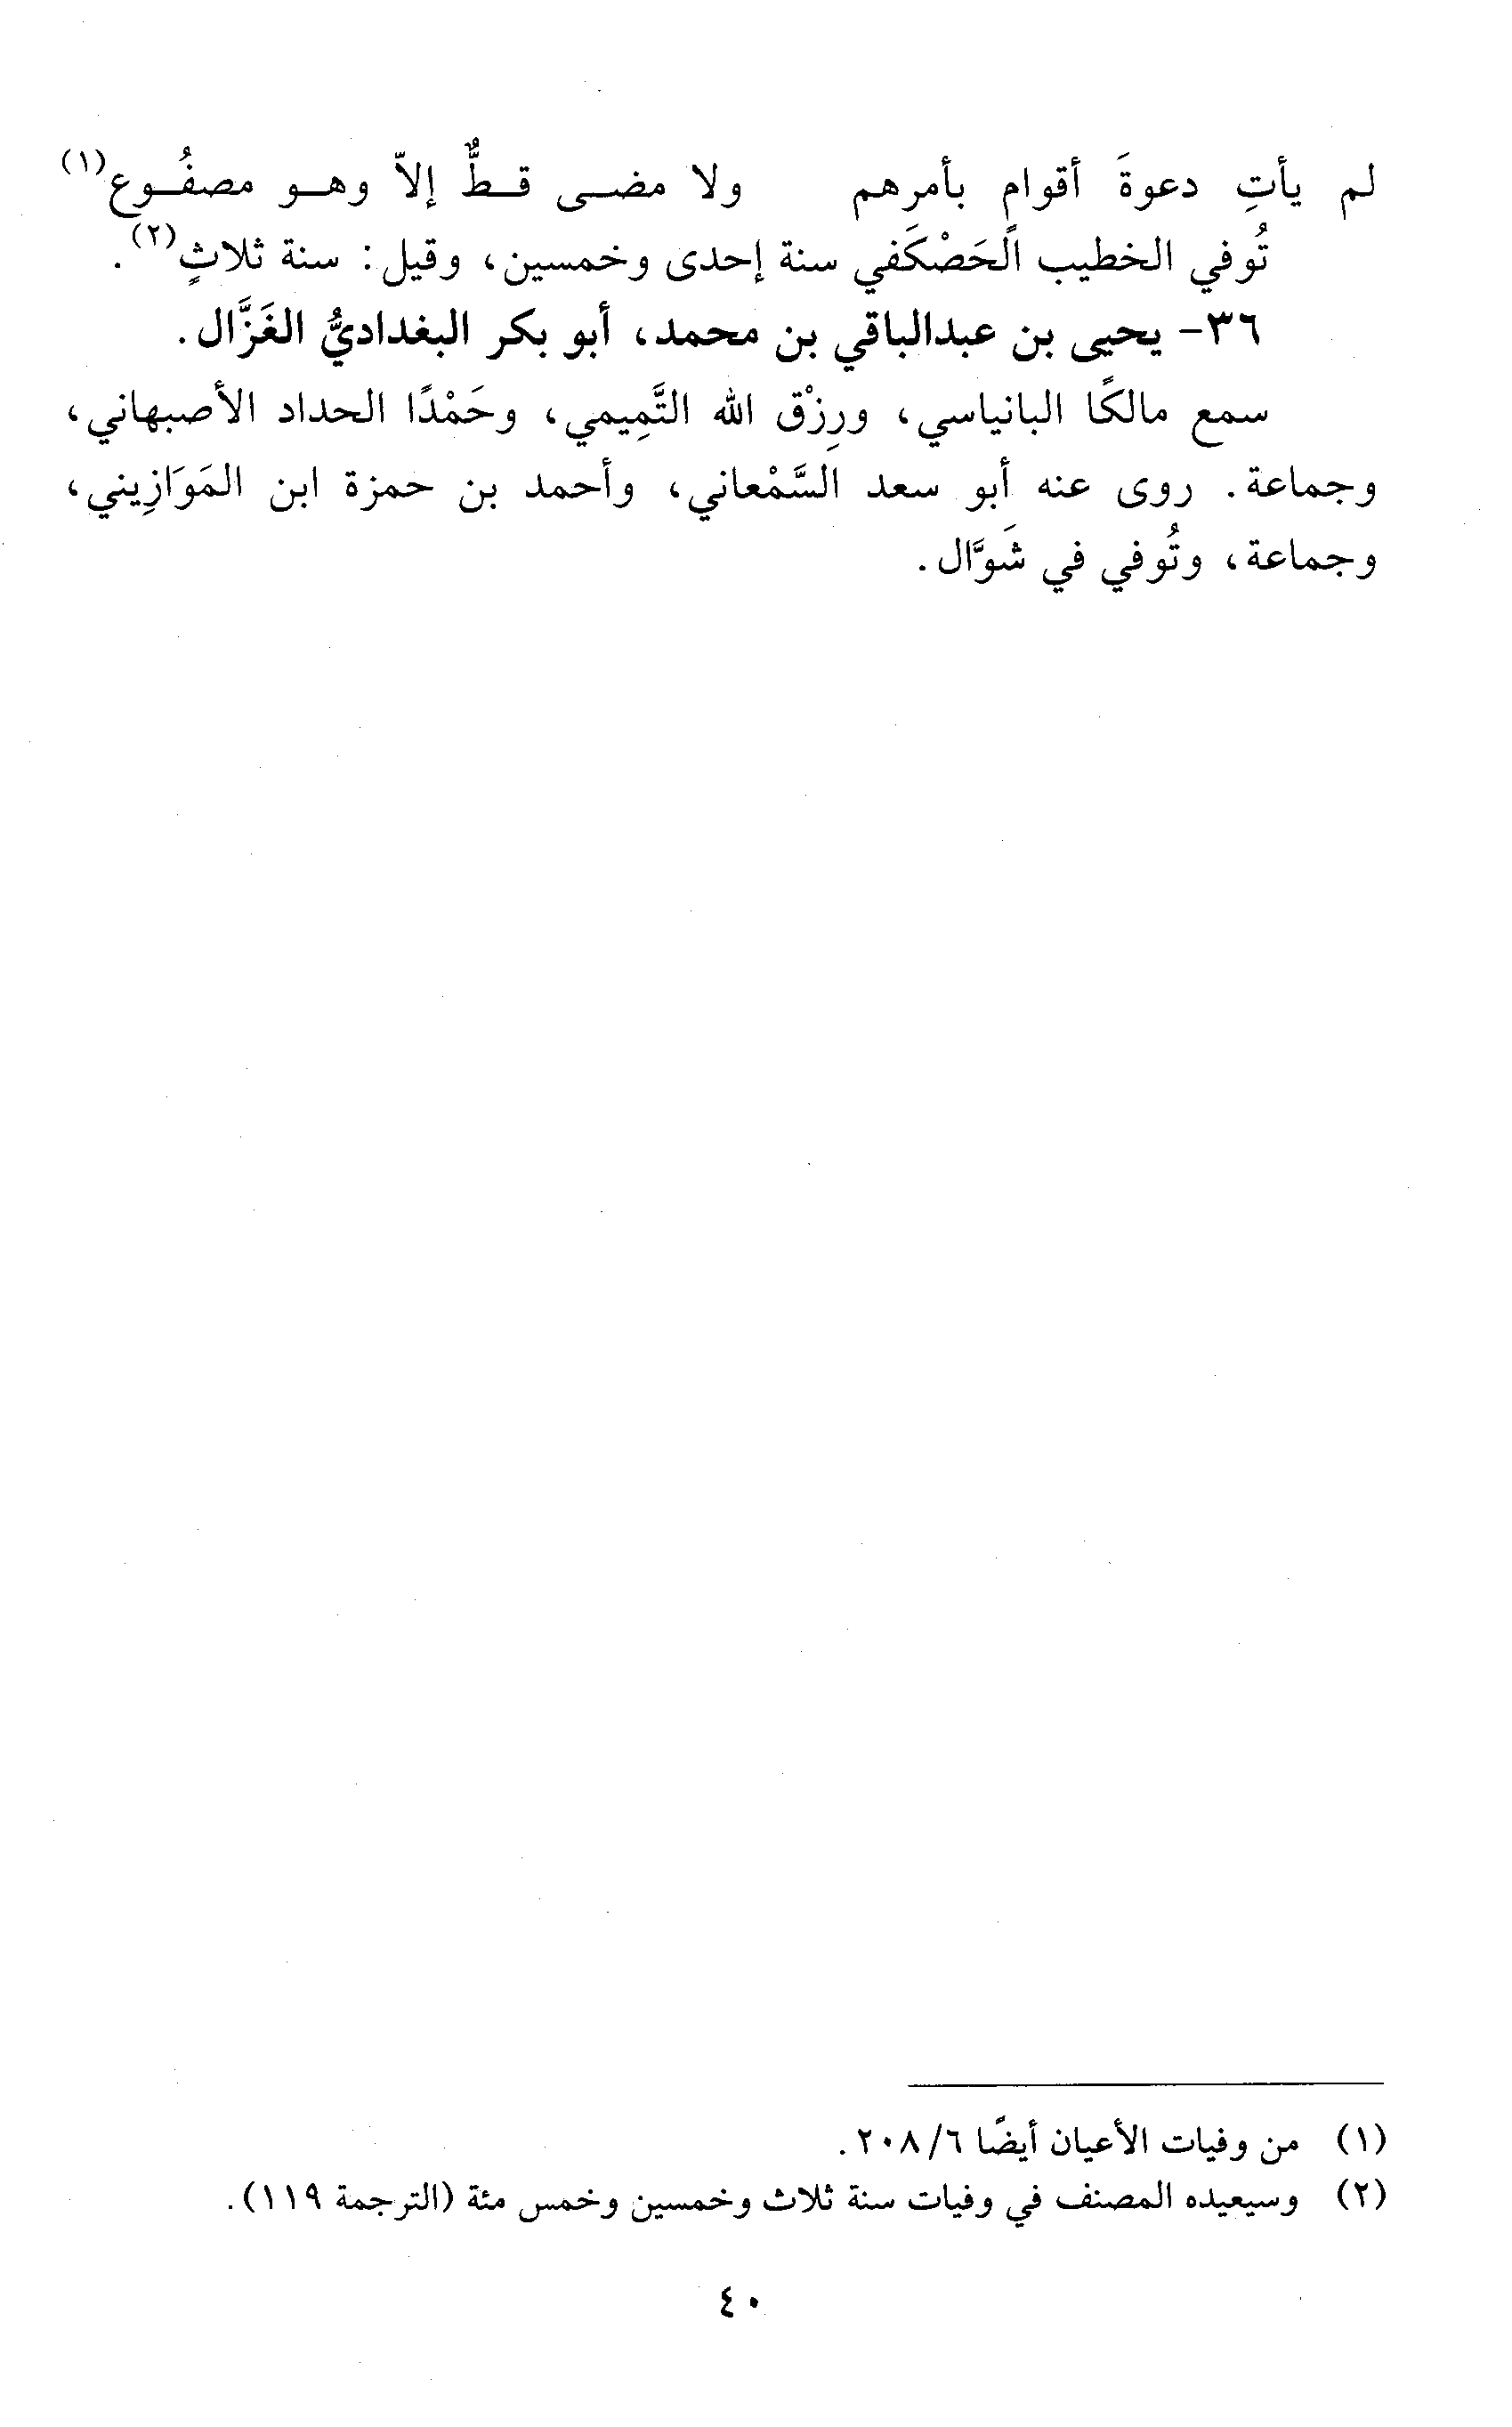 لم يأتِ دعوةَ أقوام بأمرهم ولا مضى قطٌّ إلاّ وهو مصفُوع(١)
تُوفي الخطيب الحَصْكَفي سنة إحدى وخمسين، وقيل: سنة ثلاثٍ(٢).
٣٦- يحيى بن عبدالباقي بن محمد، أبو بكر البغداديُّ الغَزَّال.
سمع مالكًا البانياسي، ورِزْق الله التَّمِيمي، وحَمْدًا الحداد الأصبهاني،
وجماعة. روى عنه أبو سعد السَّمْعاني، وأحمد بن حمزة ابن المَوَازِيني،
وجماعة، وتُوفي في شَوَّال.
(١) من وفيات الأعيان أيضًا ٦/ ٢٠٨.
(٢) وسيعيده المصنف في وفيات سنة ثلاث وخمسين وخمس مئة (الترجمة ١١٩).
٤٠